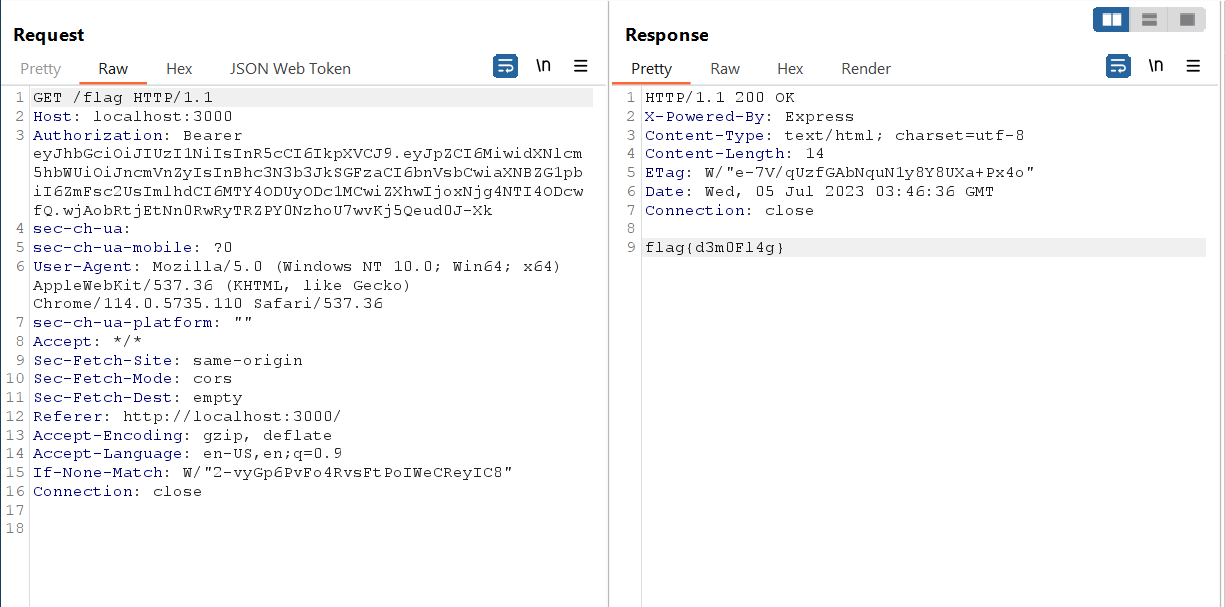 Request
Pretty Raw Hex JSON Web Token \n
1 GET /flag HTTP/1.1
2 Host: localhost:3000
3 Authorization: Bearer
eyJhbGciOiJIUzI1NiIsInR5cCI6IkpXVCJ9.eyJpZCI6MiwidXNlcm
5hbWUiOiJncmVnZyIsInBhc3N3b3JkSGFzaCI6bnVsbCwiaXNBZG1pb
iI6ZmFsc2UsImlhdCI6MTY4ODUyODc1MCwiZXhwIjoxNjg4NTI4ODcw
fQ.wjAobRtjEtNn0RwRyTRZPY0NzhoU7wvKj5Qeud0J-Xk
4 sec-ch-ua:
5 sec-ch-ua-mobile: ?0
6 User-Agent: Mozilla/5.0 (Windows NT 10.0; Win64; x64)
AppleWebKit/537.36 (KHTML, like Gecko)
Chrome/114.0.5735.110 Safari/537.36
7 sec-ch-ua-platform: ""
8 Accept: */*
9 Sec-Fetch-Site: same-origin
10 Sec-Fetch-Mode: cors
11 Sec-Fetch-Dest: empty
12 Referer: http://localhost:3000/
13 Accept-Encoding: gzip, deflate
14 Accept-Language: en-US,en;q=0.9
15 If-None-Match: W/"2-vyGp6PvFo4RvsFtPoIWeCReyIC8"
16 Connection: close
17
18
Response
Pretty Raw Hex Render \n
1 HTTP/1.1 200 OK
2 X-Powered-By: Express
3 Content-Type: text/html; charset=utf-8
4 Content-Length: 14
5 ETag: W/"e-7V/qUzfGAbNquN1y8Y8UXa+Px4o"
6 Date: Wed, 05 Jul 2023 03:46:36 GMT
7 Connection: close
8
9 flag{d3m0Fl4g}